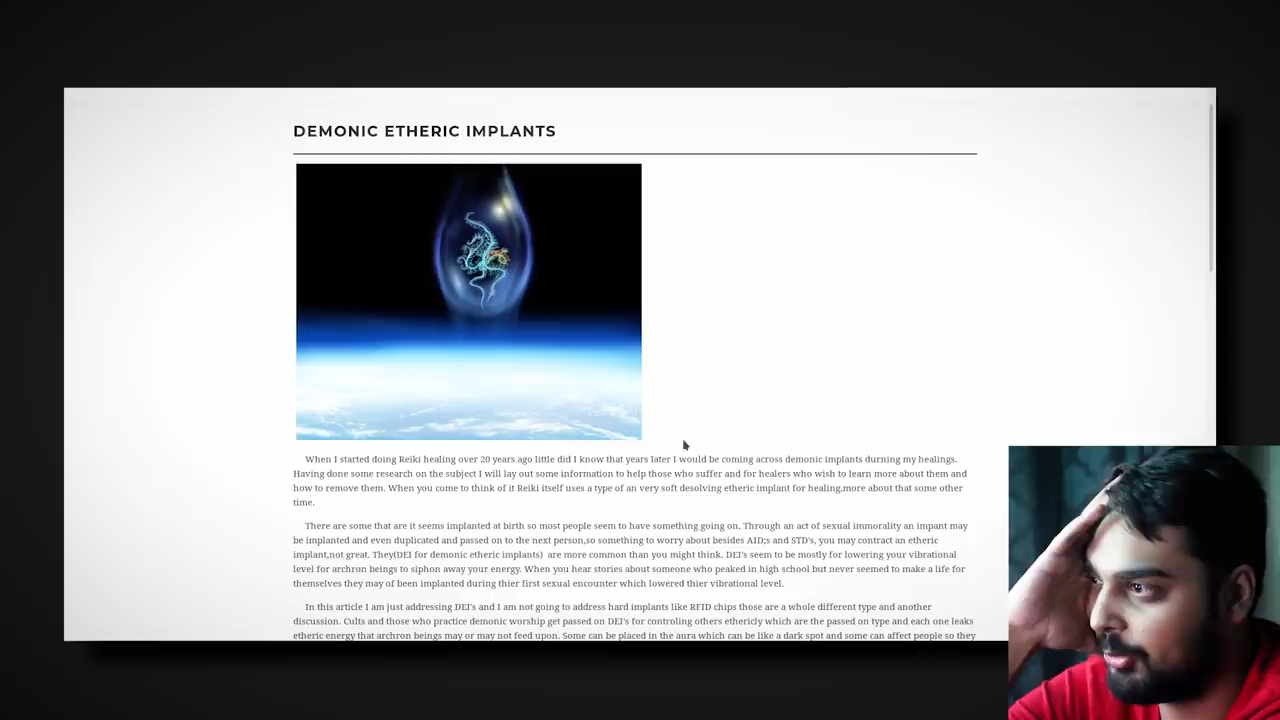 DEMONIC ETHERIC IMPLANTS
When I started doing Reiki healing over 20 years ago little did I know that years later I would be coming across demonic implants durning my healings.
Having done some research on the subject I will lay out some information to help those who suffer and for healers who wish to learn more about them and
how to remove them. When you come to think of it Reiki itself uses a type of an very soft desolving etheric implant for healing,more about that some other
time.
There are some that are it seems implanted at birth so most people seem to have something going on. Through an act of sexual immorality an impant may
be implanted and even duplicated and passed on to the next person,so something to worry about besides AID;s and STD's, you may contract an etheric
implant,not great. They(DEI for demonic etheric implants)  are more common than you might think. DEI's seem to be mostly for lowering your vibrational
level for archron beings to siphon away your energy. When you hear stories about someone who peaked in high school but never seemed to make a life for
themselves they may of been implanted during thier first sexual encounter which lowered thier vibrational level.
In this article I am just addressing DEI's and I am not going to address hard implants like RFID chips those are a whole different type and another
discussion. Cults and those who practice demonic worship get passed on DEI's for controling others ethericly which are the passed on type and each one leaks
etheric energy that archron beings may or may not feed upon. Some can be placed in the aura which can be like a dark spot and some can affect people so they